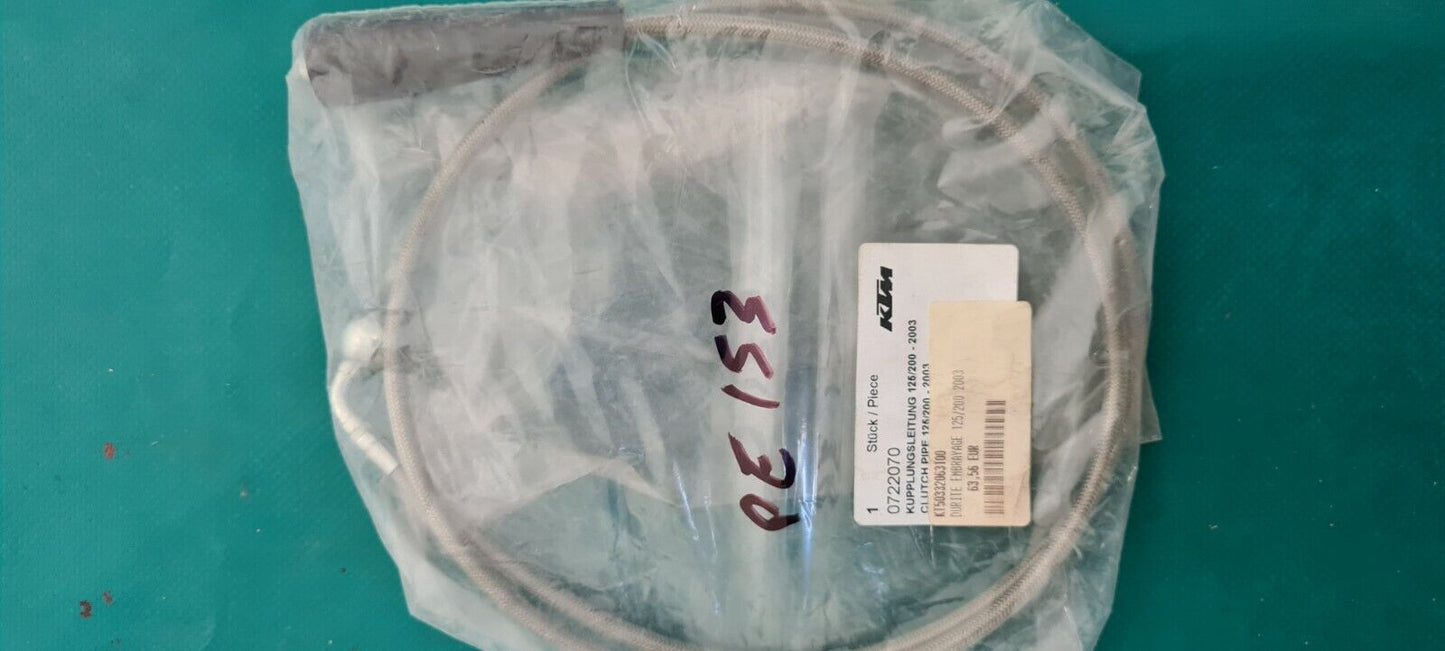 PE 153
KTM
1 Stück / Piece
0722070
KUPPLUNGSLEITUNG 125/200 - 2003
CLUTCH PIPE 125/200 - 2003
KT50332063100
DURITE EMBRAYAGE 125/200 2003
63,56 EUR